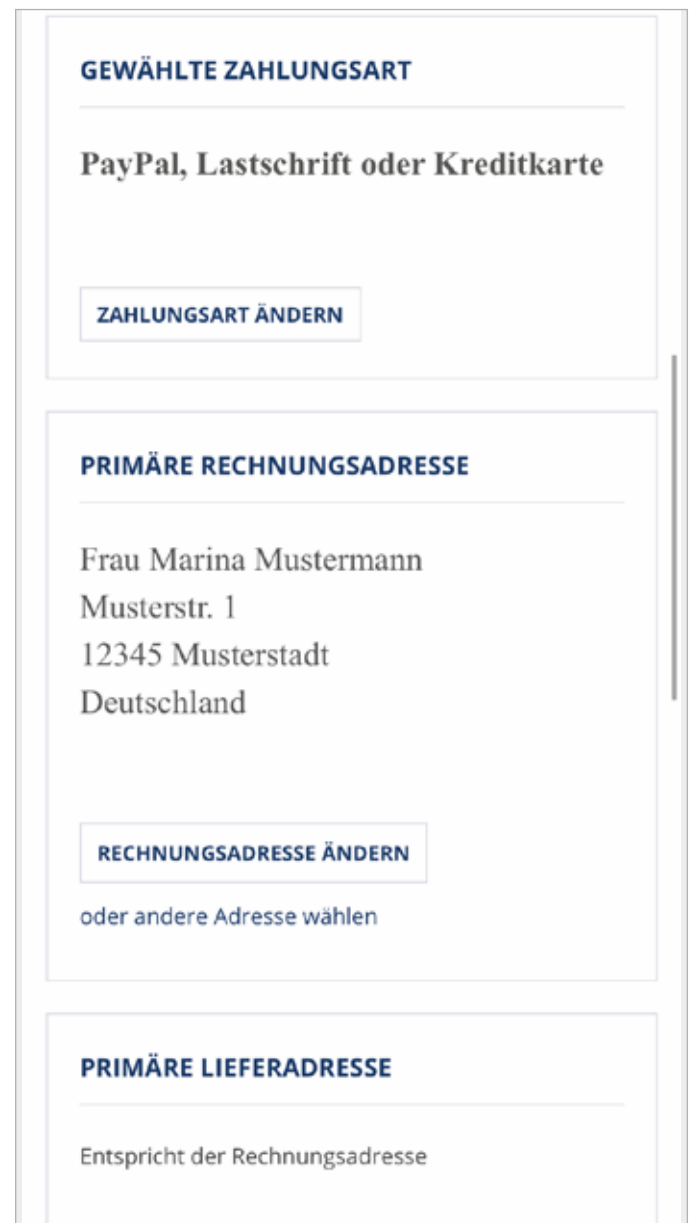 GEWÄHLTE ZAHLUNGSART
PayPal, Lastschrift oder Kreditkarte
ZAHLUNGSART ÄNDERN
PRIMÄRE RECHNUNGSADRESSE
Frau Marina Mustermann
Musterstr. 1
12345 Musterstadt
Deutschland
RECHNUNGSADRESSE ÄNDERN
oder andere Adresse wählen
PRIMÄRE LIEFERADRESSE
Entspricht der Rechnungsadresse